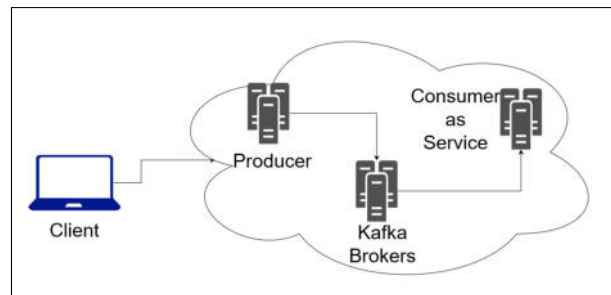 Consumer
as
Service
Producer
Client
Kafka
Brokers